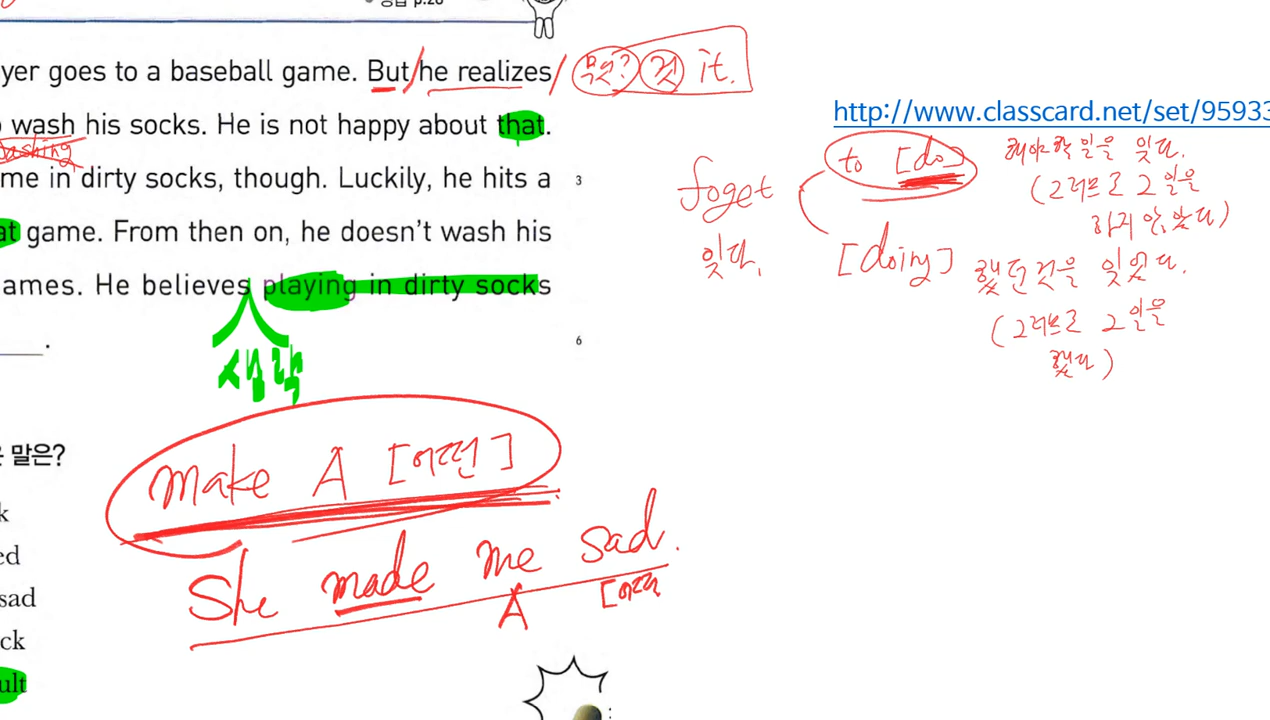 정답 p.28
yer goes to a baseball game. But/he realizes/ 무엇? 것 it.
http://www.classcard.net/set/95933
wash his socks. He is not happy about that.
washing
me in dirty socks, though. Luckily, he hits a 3
at game. From then on, he doesn't wash his
ames. He believes playing in dirty socks
생략
6
.
foget
잊다.
to [do] 해야 할 일을 잊다.
(그러므로 그 일을
하지 않았다)
[doing] 했던것을 잊었다.
(그러므로 그 일을
했다)
make A [어떤]
She made me sad.
A [어떤
은 말은?
k
ed
sad
ck
ult